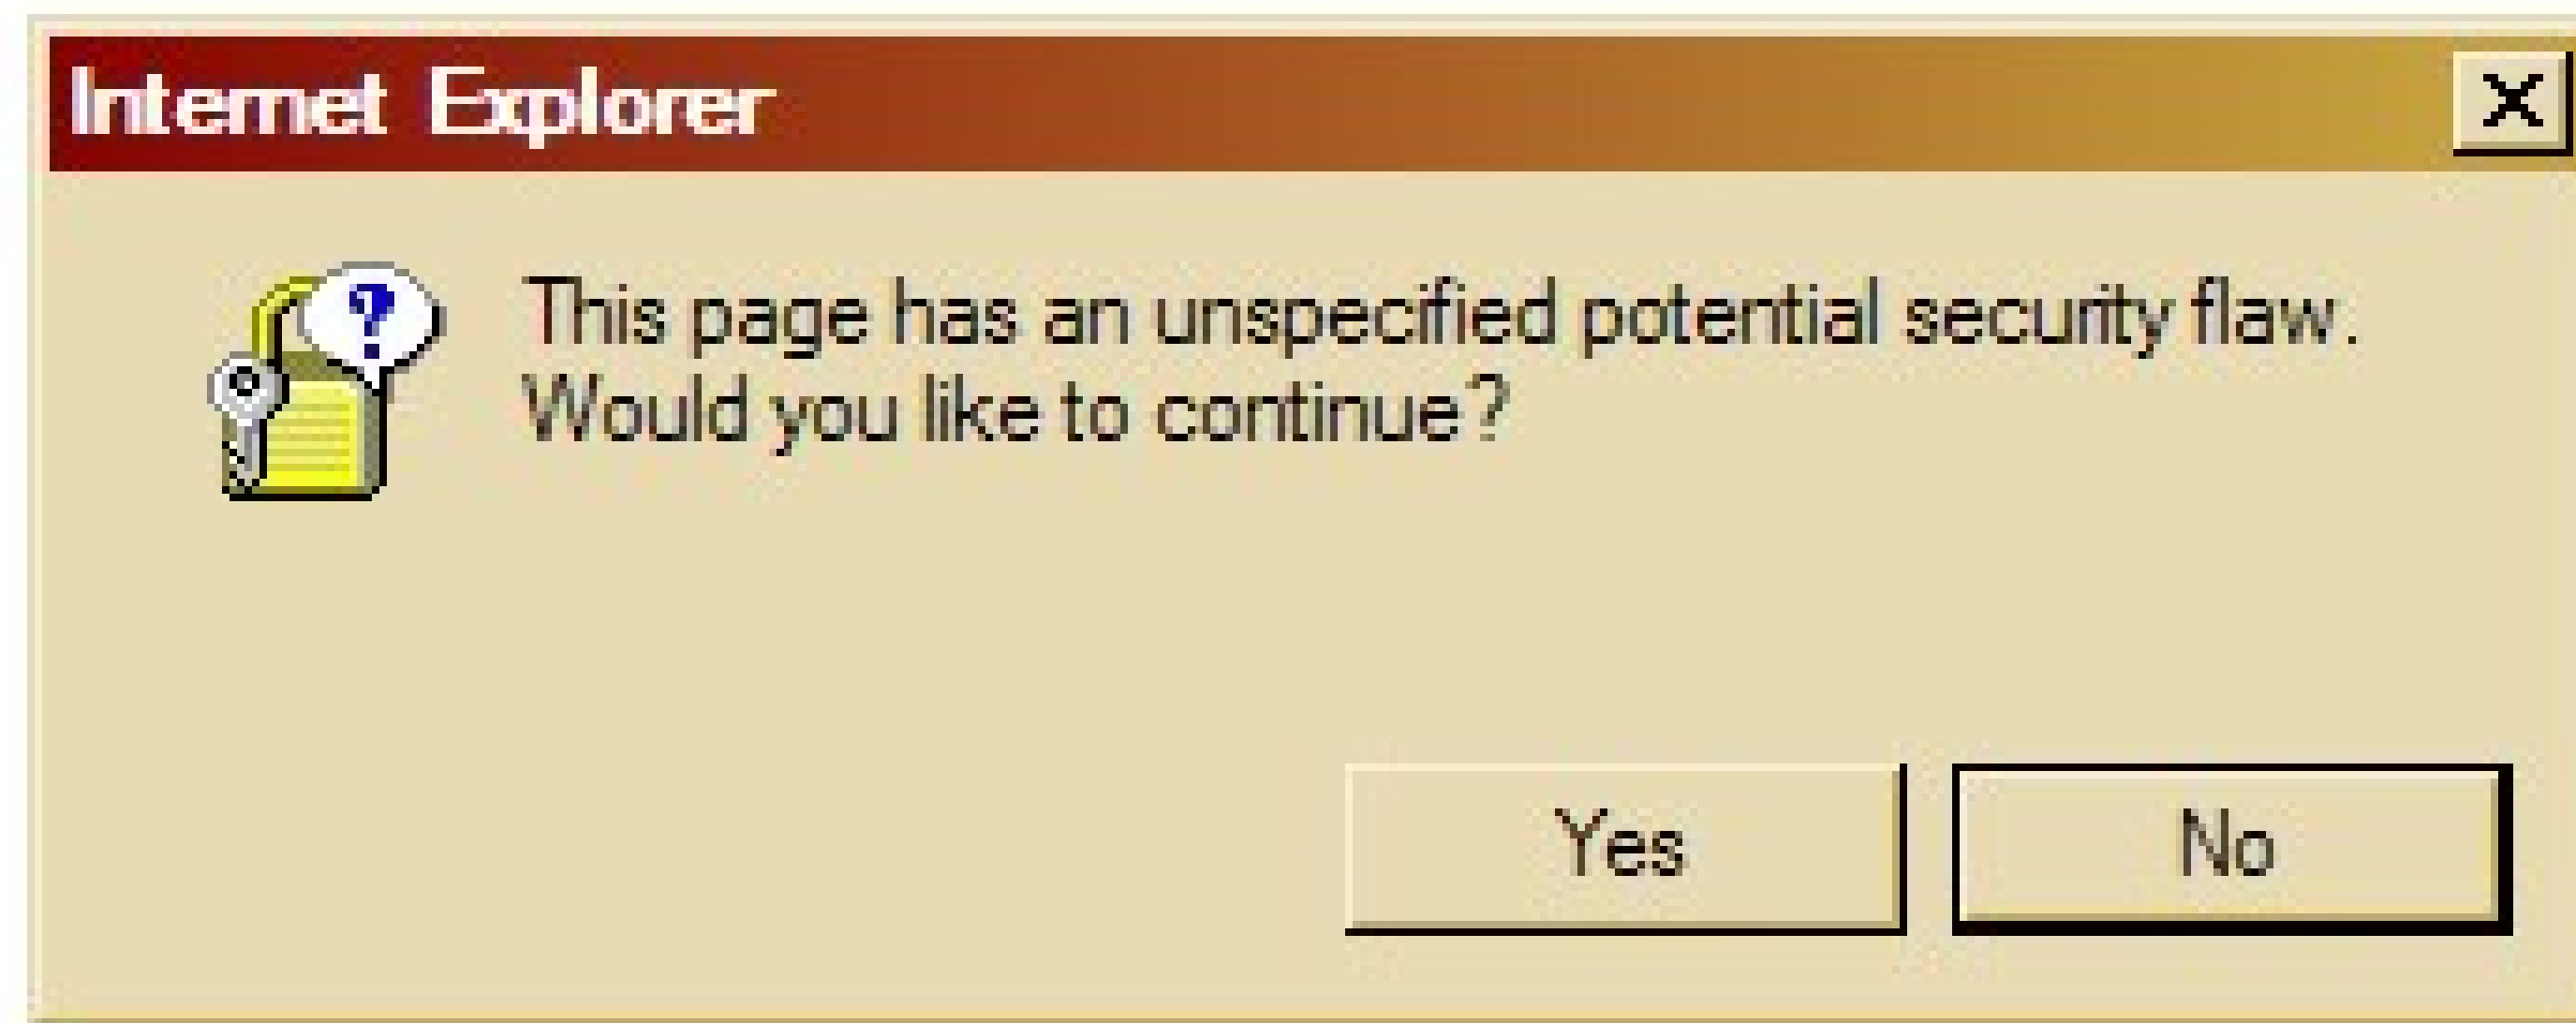 Internet Explorer
?
This page has an unspecified potential security flaw.
Would you like to continue?
Yes
No